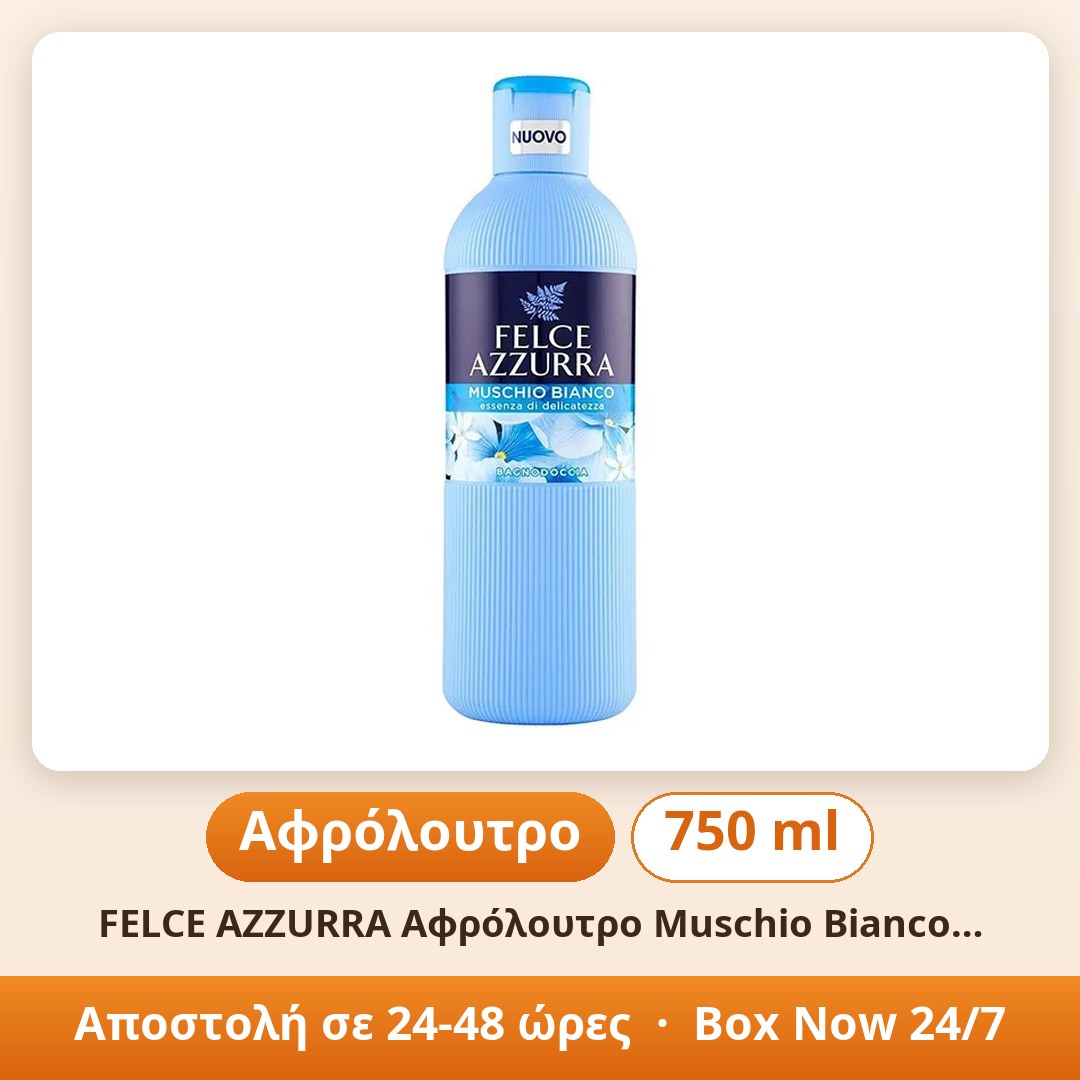 NUOVO
FELCE
AZZURRA
MUSCHIO BIANCO
essenza di delicatezza
BAGNODOCCIA
Αφρόλουτρο
750 ml
FELCE AZZURRA Αφρόλουτρο Muschio Bianco...
Αποστολή σε 24-48 ώρες · Box Now 24/7